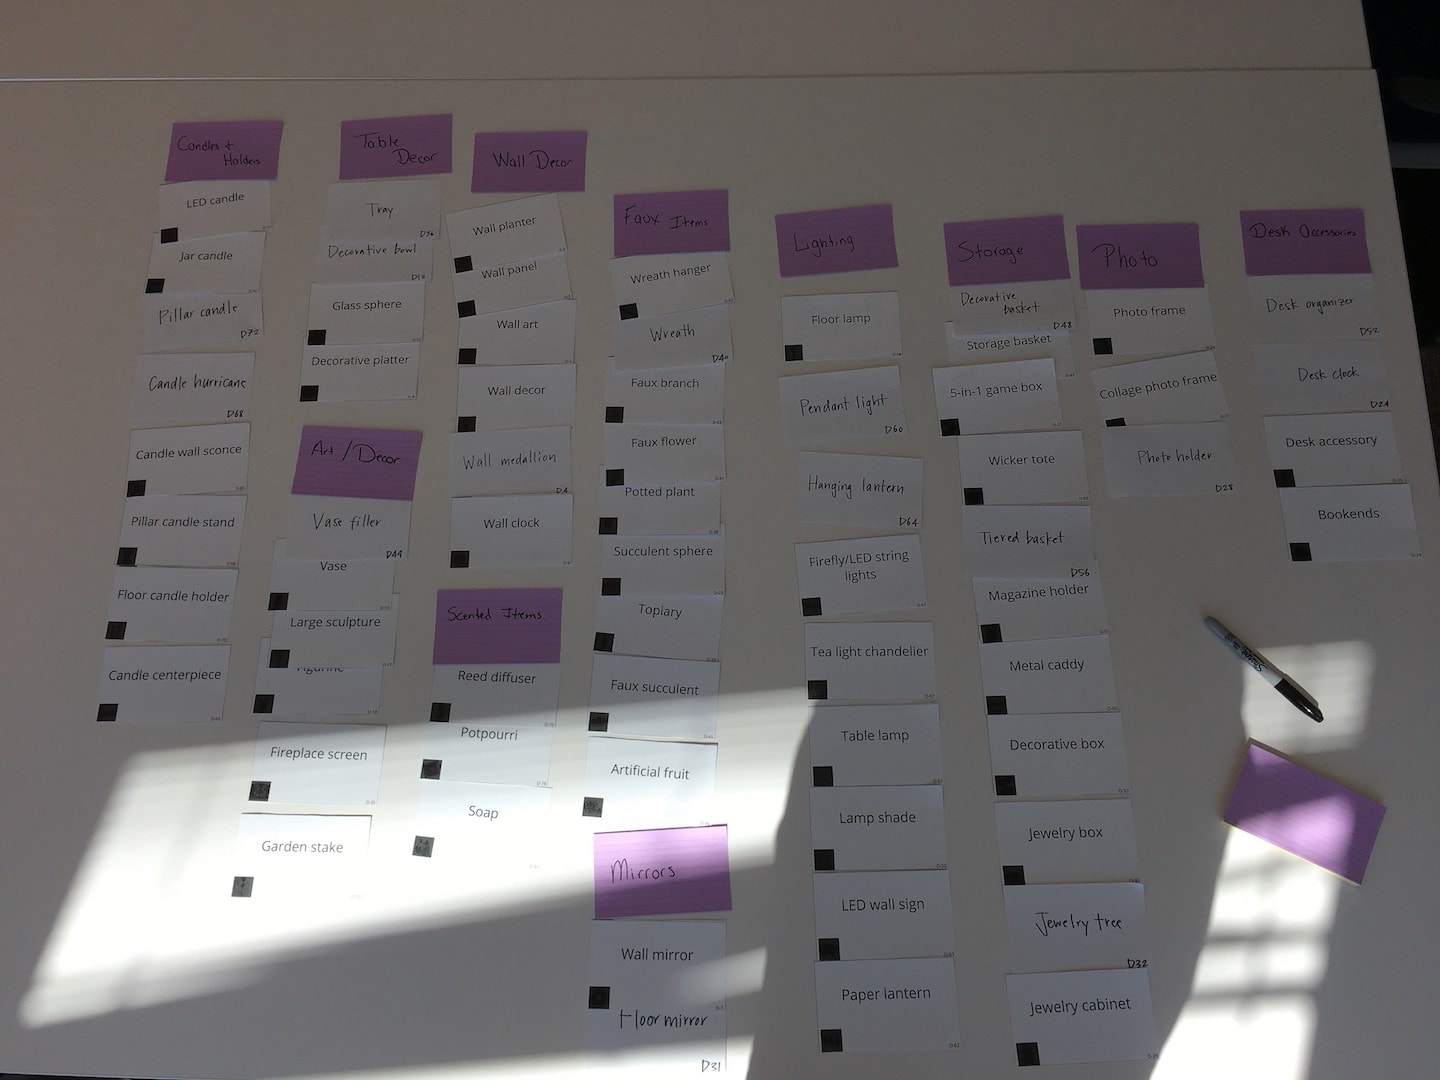 Candles +
Holders
LED candle
Jar candle
Pillar candle
D72
Candle hurricane
D68
Candle wall sconce
Pillar candle stand
Floor candle holder
Candle centerpiece
Table
Decor
Tray
D36
Decorative bowl
Glass sphere
Decorative platter
Art/Decor
Vase filler
D44
Vase
Large sculpture
Figurine
Fireplace screen
Garden stake
Wall Decor
Wall planter
Wall panel
Wall art
Wall decor
Wall medallion
D4
Wall clock
Scented Items
Reed diffuser
Potpourri
Soap
Faux Items
Wreath hanger
Wreath
D40
Faux branch
Faux flower
Potted plant
Succulent sphere
Topiary
Faux succulent
Artificial fruit
Mirrors
Wall mirror
Floor mirror
D31
Lighting
Floor lamp
Pendant light
D60
Hanging lantern
D64
Firefly/LED string
lights
Tea light chandelier
Table lamp
Lamp shade
LED wall sign
Paper lantern
Storage
Decorative
basket
D48
Storage basket
5-in-1 game box
Wicker tote
Tiered basket
D56
Magazine holder
Metal caddy
Decorative box
Jewelry box
Jewelry tree
D32
Jewelry cabinet
Photo
Photo frame
Collage photo frame
Photo holder
D28
Desk Accessories
Desk organizer
D52
Desk clock
D24
Desk accessory
Bookends
Sharpie